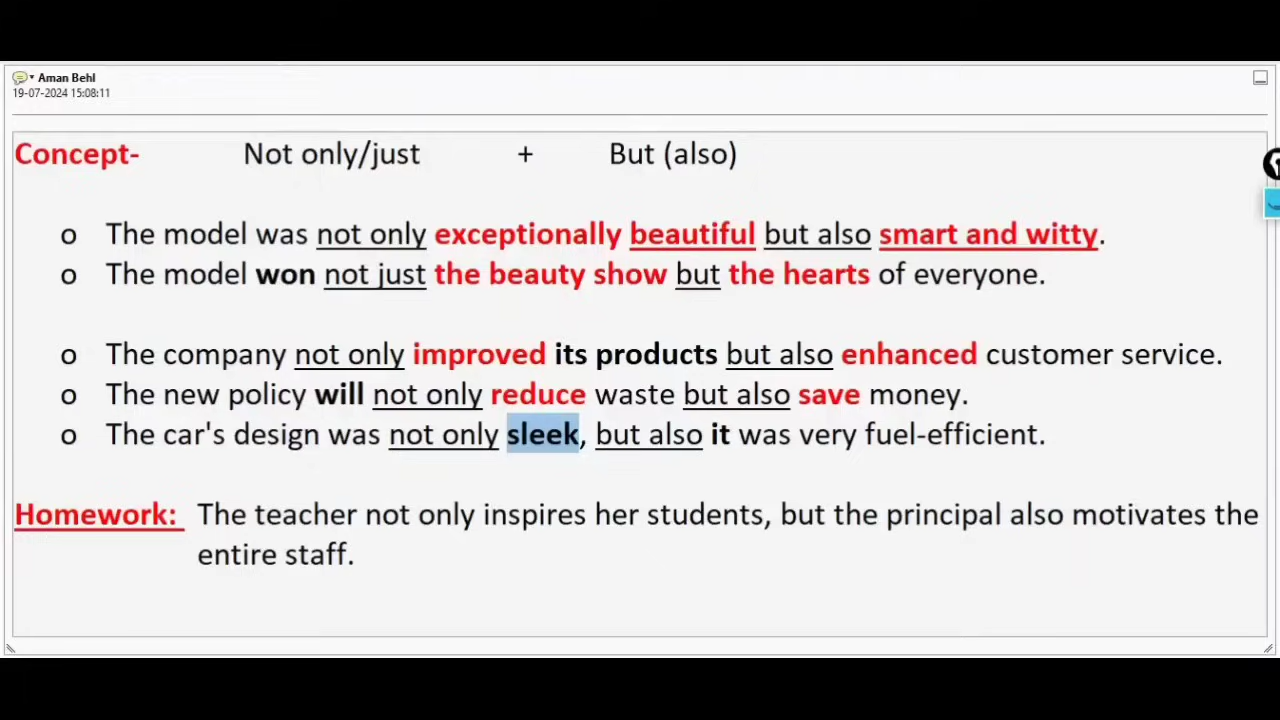 Aman Behl
19-07-2024 15:08:11
Concept- Not only/just + But (also)
o The model was not only exceptionally beautiful but also smart and witty.
o The model won not just the beauty show but the hearts of everyone.
o The company not only improved its products but also enhanced customer service.
o The new policy will not only reduce waste but also save money.
o The car's design was not only sleek, but also it was very fuel-efficient.
Homework: The teacher not only inspires her students, but the principal also motivates the
entire staff.